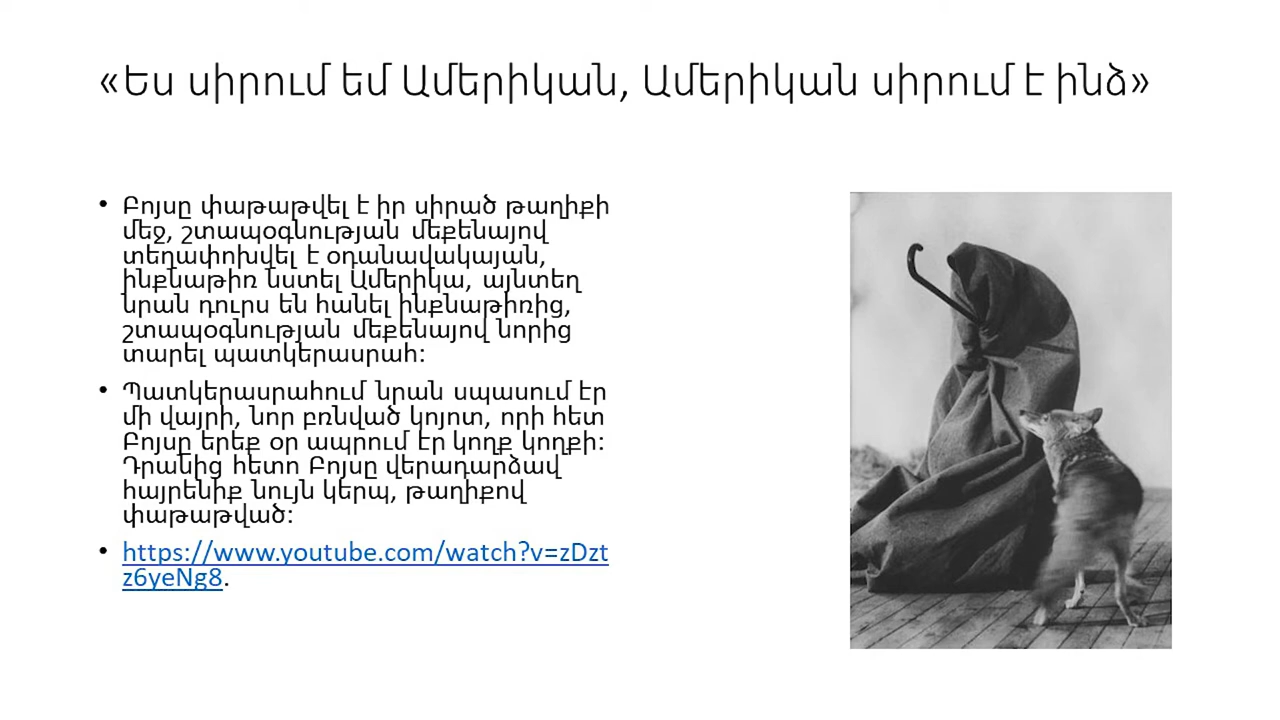 «Ես սիրում եմ Ամերիկան, Ամերիկան սիրում է ինձ»
• Բոյսը փաթաթվել է իր սիրած թաղիքի
մեջ, շտապօգնության մեքենայով
տեղափոխվել է օդանավակայան,
ինքնաթիռ նստել Ամերիկա, այնտեղ
նրան դուրս են հանել ինքնաթիռից,
շտապօգնության մեքենայով նորից
տարել պատկերասրահ:
• Պատկերասրահում նրան սպասում էր
մի վայրի, նոր բռնված կոյոտ, որի հետ
Բոյսը երեք օր ապրում էր կողք կողքի:
Դրանից հետո Բոյսը վերադարձավ
հայրենիք նույն կերպ, թաղիքով
փաթաթված:
• https://www.youtube.com/watch?v=zDzt
z6yeNg8.